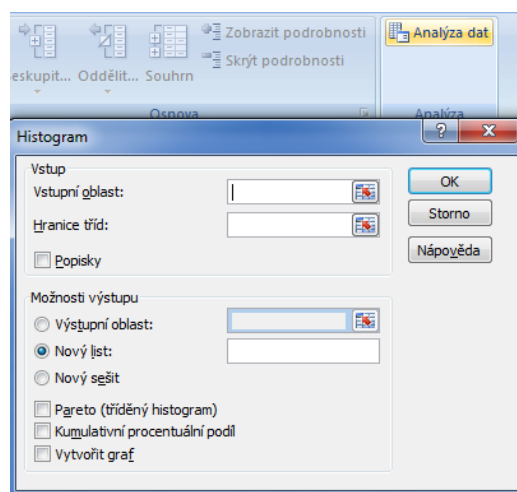 Zobrazit podrobnosti
Analýza dat
Skrýt podrobnosti
eskupit... Oddělit... Souhrn
Osnova
Analýza
Histogram
Vstup
Vstupní oblast:
OK
Hranice tříd:
Storno
Popisky
Nápověda
Možnosti výstupu
Výstupní oblast:
Nový list:
Nový sešit
Pareto (tříděný histogram)
Kumulativní procentuální podíl
Vytvořit graf